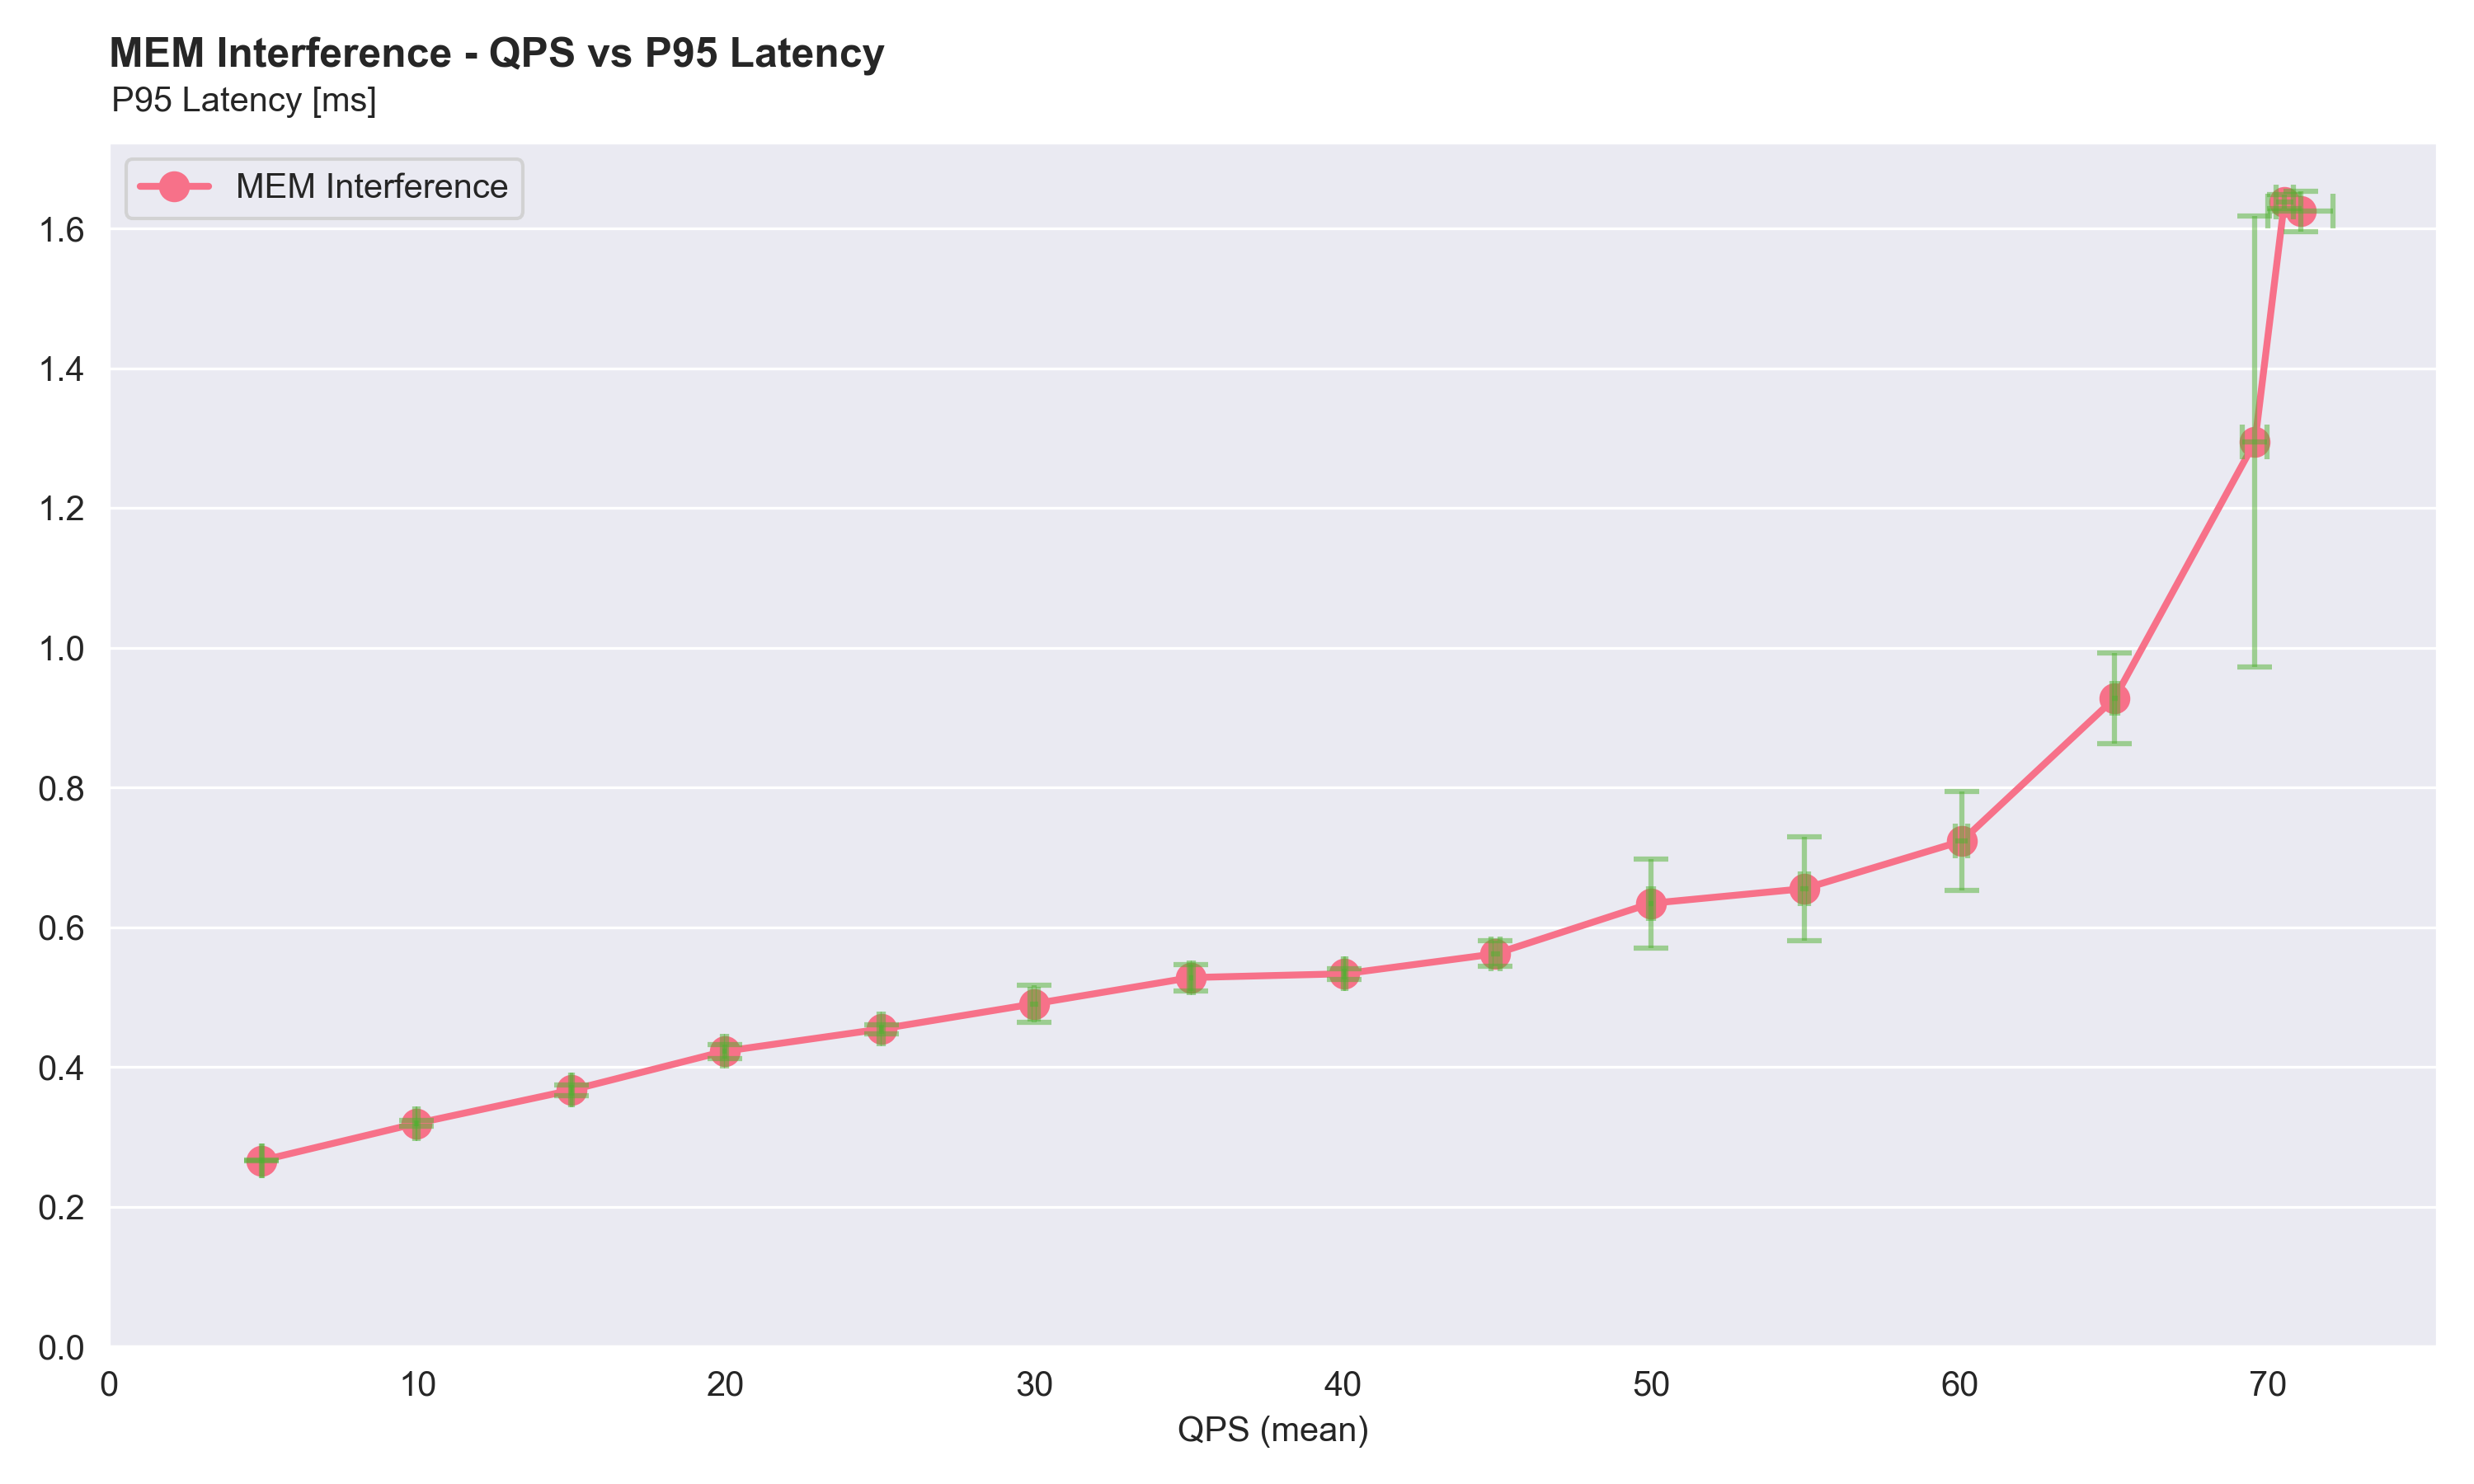 MEM Interference - QPS vs P95 Latency
P95 Latency [ms]
MEM Interference
1.6
1.4
1.2
1.0
0.8
0.6
0.4
0.2
0.0
0 10 20 30 40 50 60 70
QPS (mean)